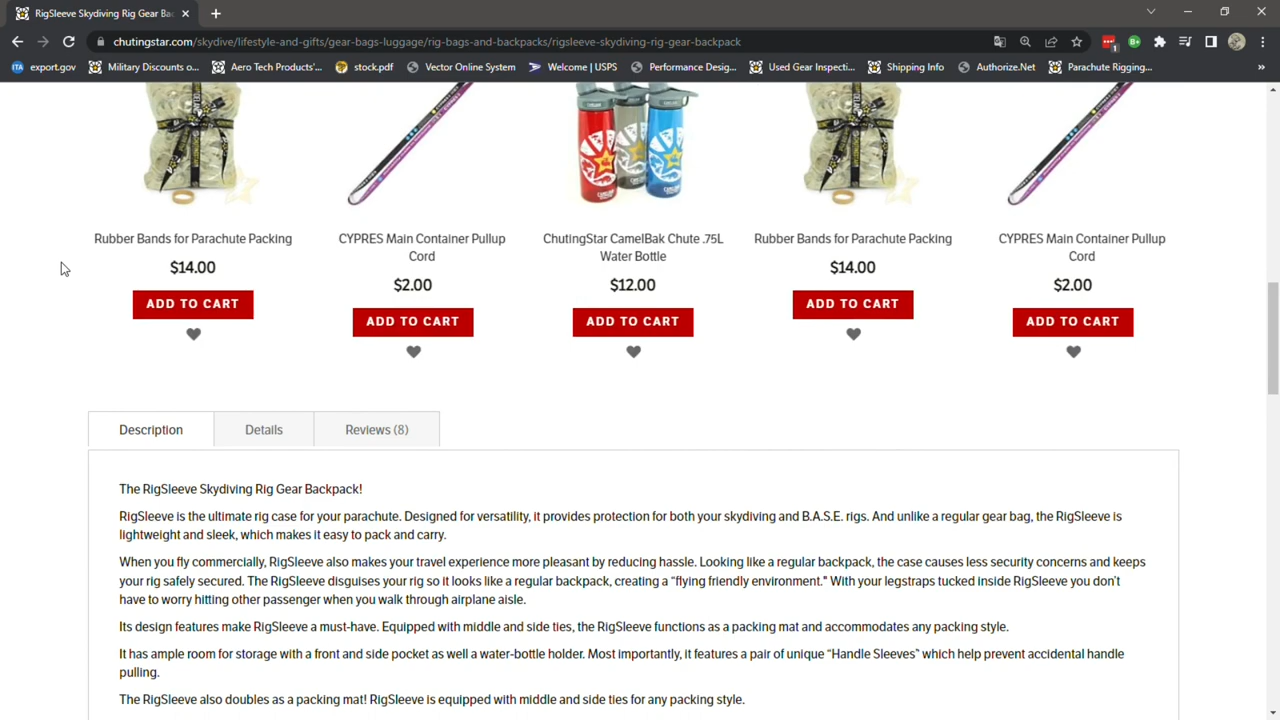 RigSleeve Skydiving Rig Gear Bac
chutingstar.com/skydive/lifestyle-and-gifts/gear-bags-luggage/rig-bags-and-backpacks/rigsleeve-skydiving-rig-gear-backpack
export.gov Military Discounts o... Aero Tech Products'... stock.pdf Vector Online System Welcome | USPS Performance Desig... Used Gear Inspecti... Shipping Info Authorize.Net Parachute Rigging... »
Rubber Bands for Parachute Packing
$14.00
ADD TO CART
CYPRES Main Container Pullup
Cord
$2.00
ADD TO CART
ChutingStar CamelBak Chute .75L
Water Bottle
$12.00
ADD TO CART
Rubber Bands for Parachute Packing
$14.00
ADD TO CART
CYPRES Main Container Pullup
Cord
$2.00
ADD TO CART
Description Details Reviews (8)
The RigSleeve Skydiving Rig Gear Backpack!
RigSleeve is the ultimate rig case for your parachute. Designed for versatility, it provides protection for both your skydiving and B.A.S.E. rigs. And unlike a regular gear bag, the RigSleeve is
lightweight and sleek, which makes it easy to pack and carry.
When you fly commercially, RigSleeve also makes your travel experience more pleasant by reducing hassle. Looking like a regular backpack, the case causes less security concerns and keeps
your rig safely secured. The RigSleeve disguises your rig so it looks like a regular backpack, creating a “flying friendly environment." With your legstraps tucked inside RigSleeve you don't
have to worry hitting other passenger when you walk through airplane aisle.
Its design features make RigSleeve a must-have. Equipped with middle and side ties, the RigSleeve functions as a packing mat and accommodates any packing style.
It has ample room for storage with a front and side pocket as well a water-bottle holder. Most importantly, it features a pair of unique “Handle Sleeves” which help prevent accidental handle
pulling.
The RigSleeve also doubles as a packing mat! RigSleeve is equipped with middle and side ties for any packing style.